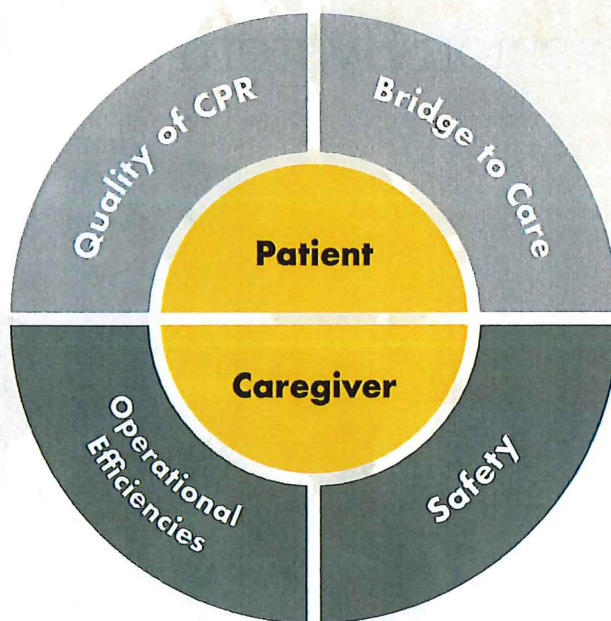 Quality of CPR
Bridge to Care
Patient
Caregiver
Operational
Efficiencies
Safety